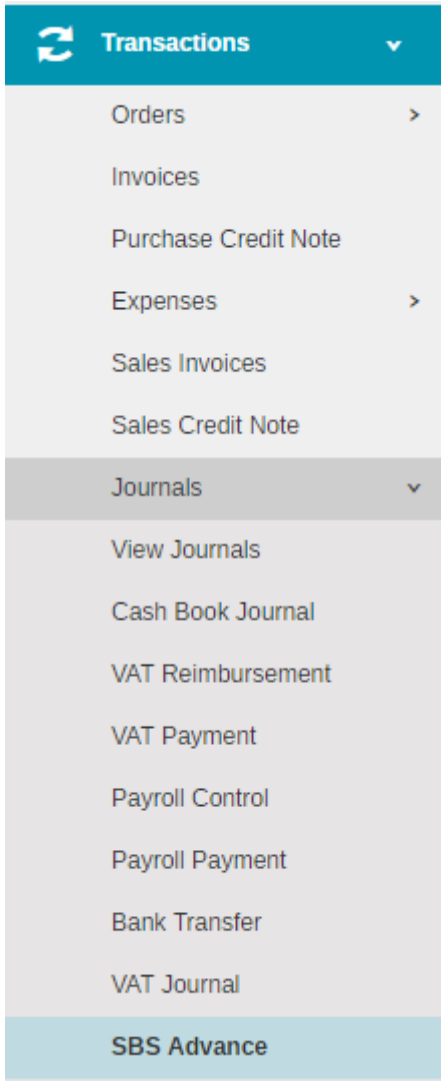 Transactions
Orders
Invoices
Purchase Credit Note
Expenses
Sales Invoices
Sales Credit Note
Journals
View Journals
Cash Book Journal
VAT Reimbursement
VAT Payment
Payroll Control
Payroll Payment
Bank Transfer
VAT Journal
SBS Advance